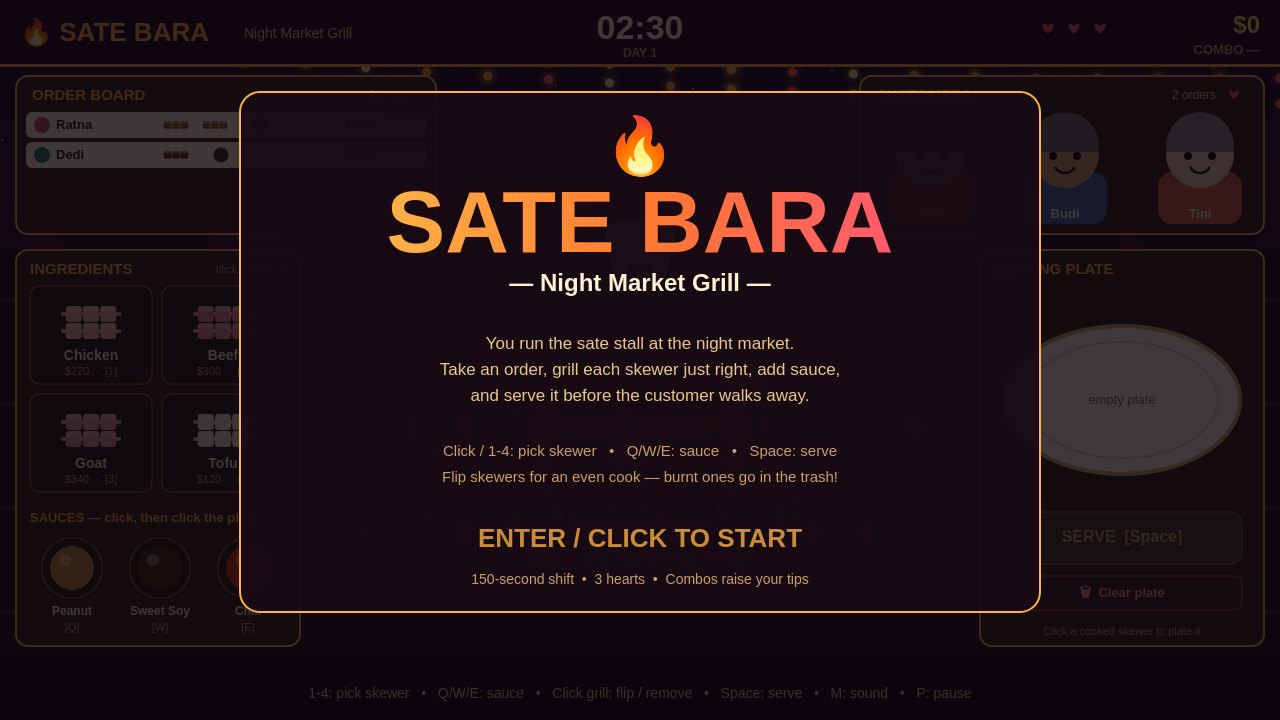 SATE BARA
Night Market Grill
02:30
DAY 1
$0
COMBO —
ORDER BOARD
Ratna
Dedi
2 orders
Budi
Tini
SATE BARA
— Night Market Grill —
You run the sate stall at the night market.
Take an order, grill each skewer just right, add sauce,
and serve it before the customer walks away.
Click / 1-4: pick skewer • Q/W/E: sauce • Space: serve
Flip skewers for an even cook — burnt ones go in the trash!
ENTER / CLICK TO START
150-second shift • 3 hearts • Combos raise your tips
INGREDIENTS
click
Chicken
$220 · [1]
Beef
$300 ·
Goat
$340 · [3]
Tofu
$120 ·
SAUCES — click, then click the
Peanut
[Q]
Sweet Soy
[W]
[E]
PLATE
empty plate
SERVE [Space]
Clear plate
Click a cooked skewer to plate it
1-4: pick skewer • Q/W/E: sauce • Click grill: flip / remove • Space: serve • M: sound • P: pause